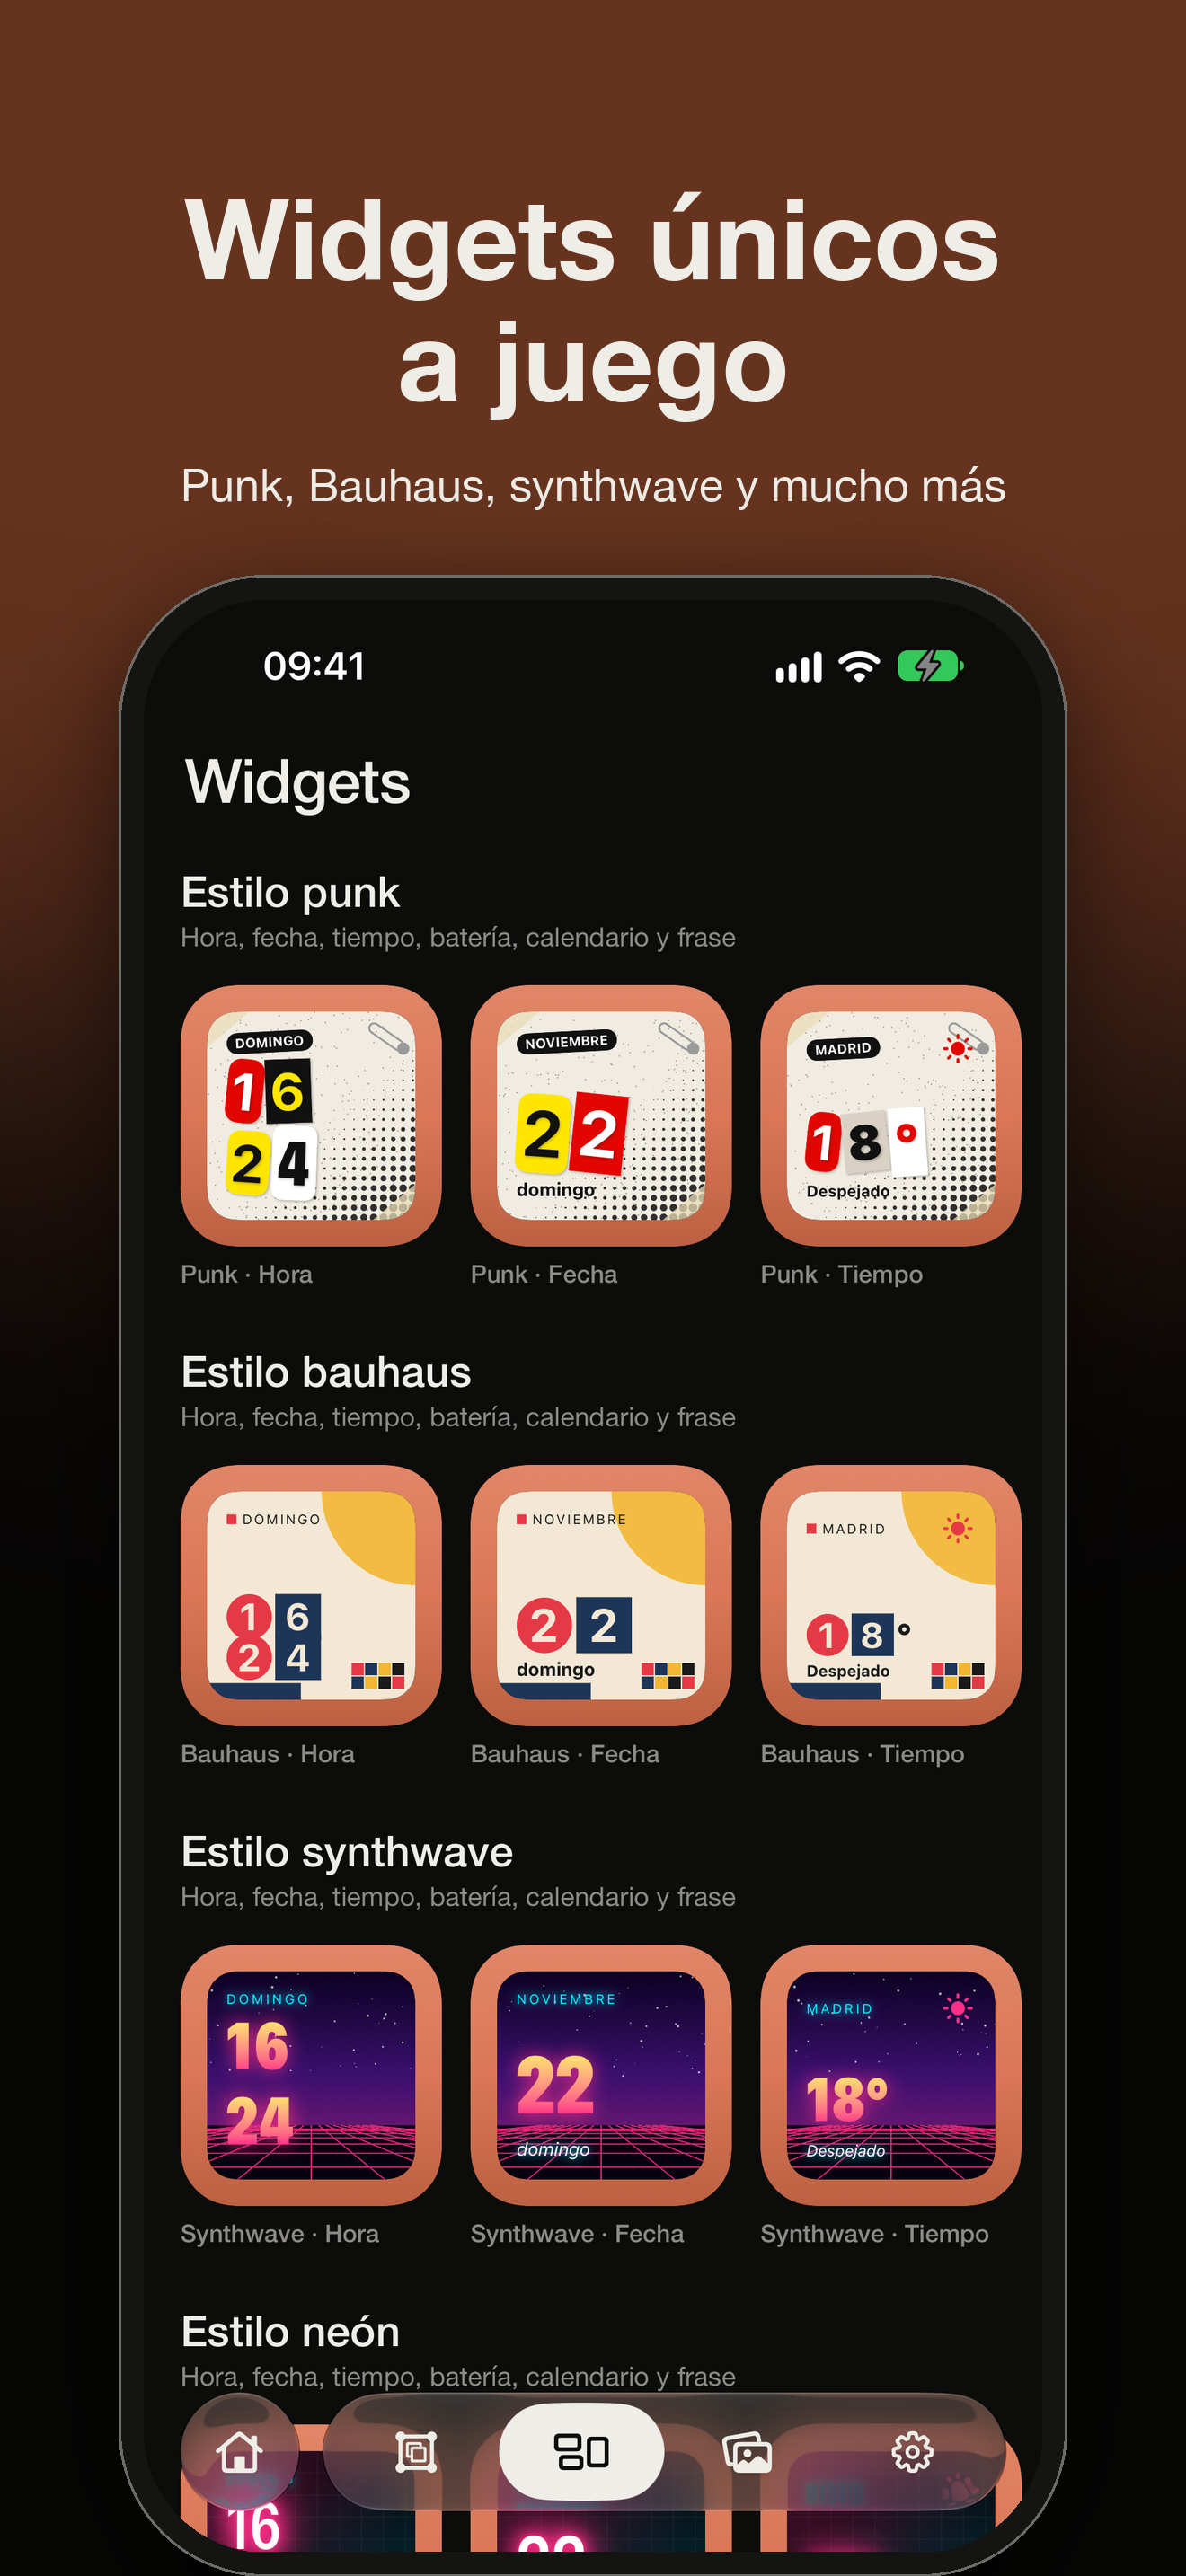 Widgets únicos
a juego
Punk, Bauhaus, synthwave y mucho más
09:41
Widgets
Estilo punk
Hora, fecha, tiempo, batería, calendario y frase
DOMINGO
16
24
NOVIEMBRE
22
domingo
MADRID
18°
Despejado
Punk · Hora
Punk · Fecha
Punk · Tiempo
Estilo bauhaus
Hora, fecha, tiempo, batería, calendario y frase
DOMINGO
16
24
NOVIEMBRE
22
domingo
MADRID
18°
Despejado
Bauhaus · Hora
Bauhaus · Fecha
Bauhaus · Tiempo
Estilo synthwave
Hora, fecha, tiempo, batería, calendario y frase
DOMINGO
16
24
NOVIEMBRE
22
domingo
MADRID
18°
Despejado
Synthwave · Hora
Synthwave · Fecha
Synthwave · Tiempo
Estilo neón
Hora, fecha, tiempo, batería, calendario y frase
16